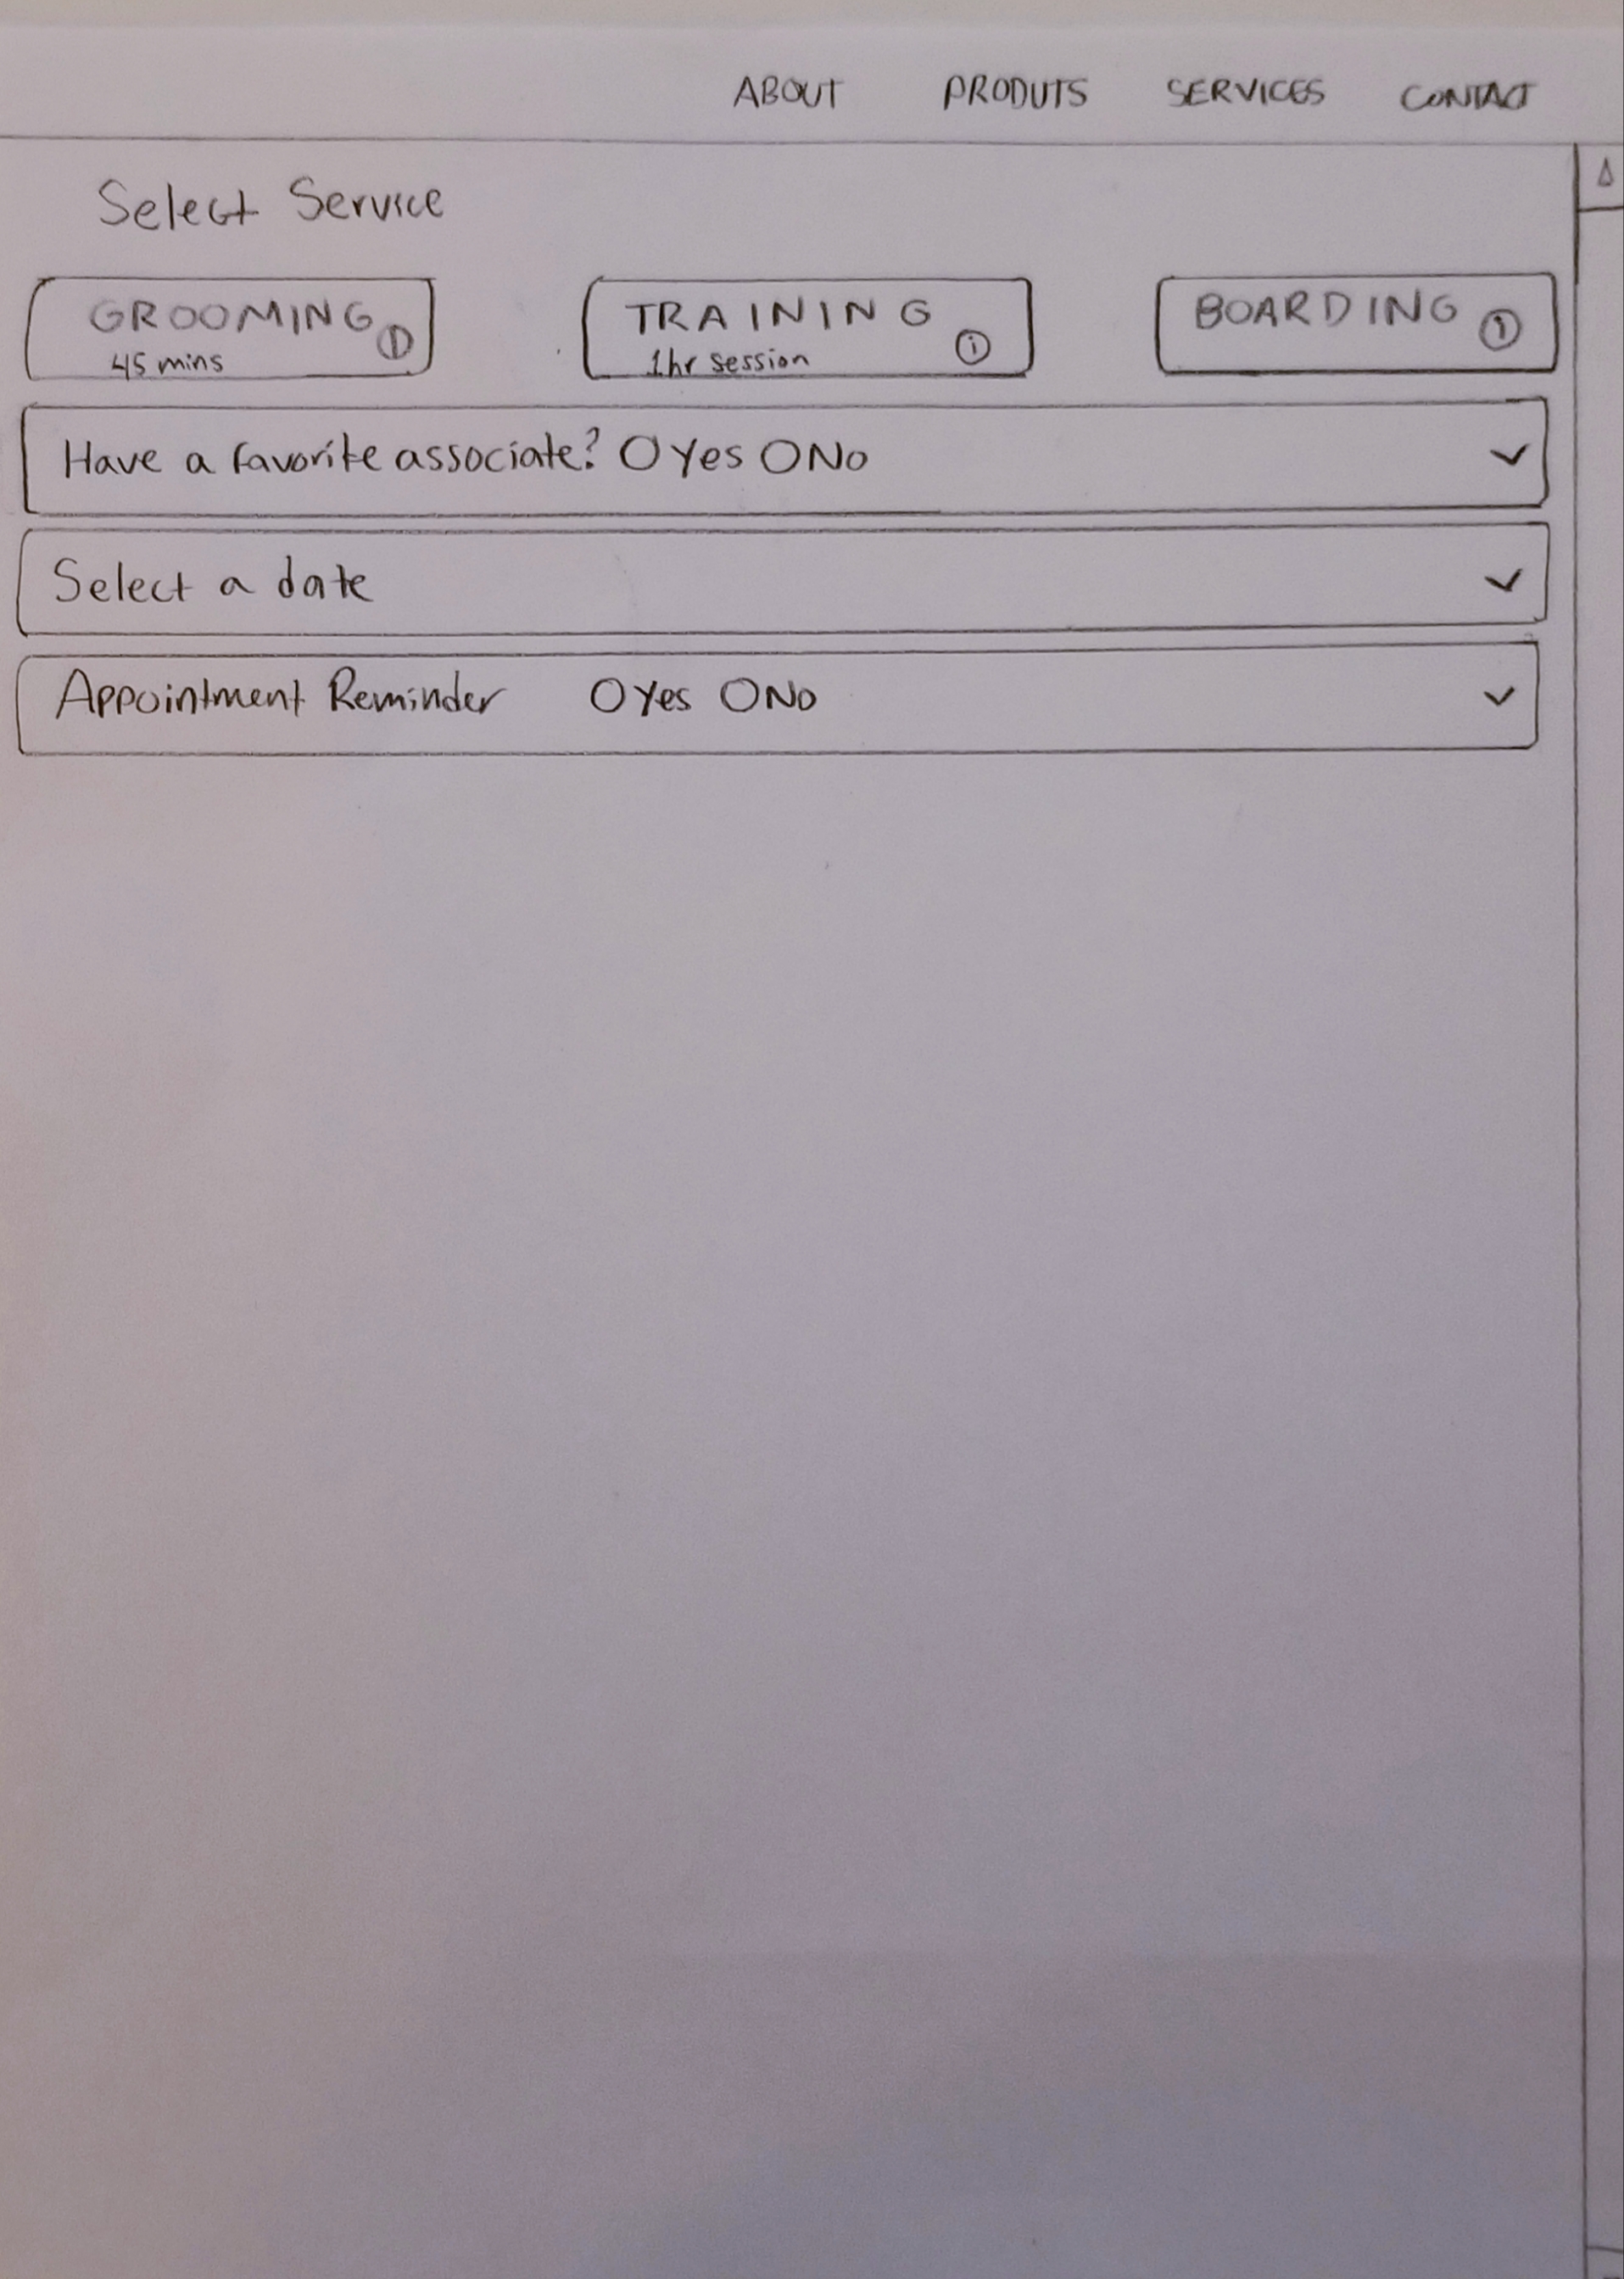 ABOUT PRODUTS SERVICES CONTACT
Select Service
GROOMING i
45 mins
TRAINING i
1hr session
BOARDING i
Have a favorite associate? O Yes O No
Select a date
Appointment Reminder O Yes O No